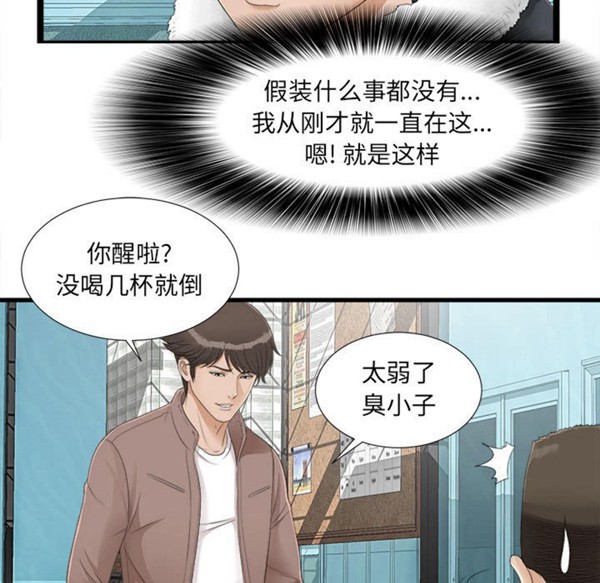 假装什么事都没有...
我从刚才就一直在这...
嗯! 就是这样
你醒啦?
没喝几杯就倒
太弱了
臭小子